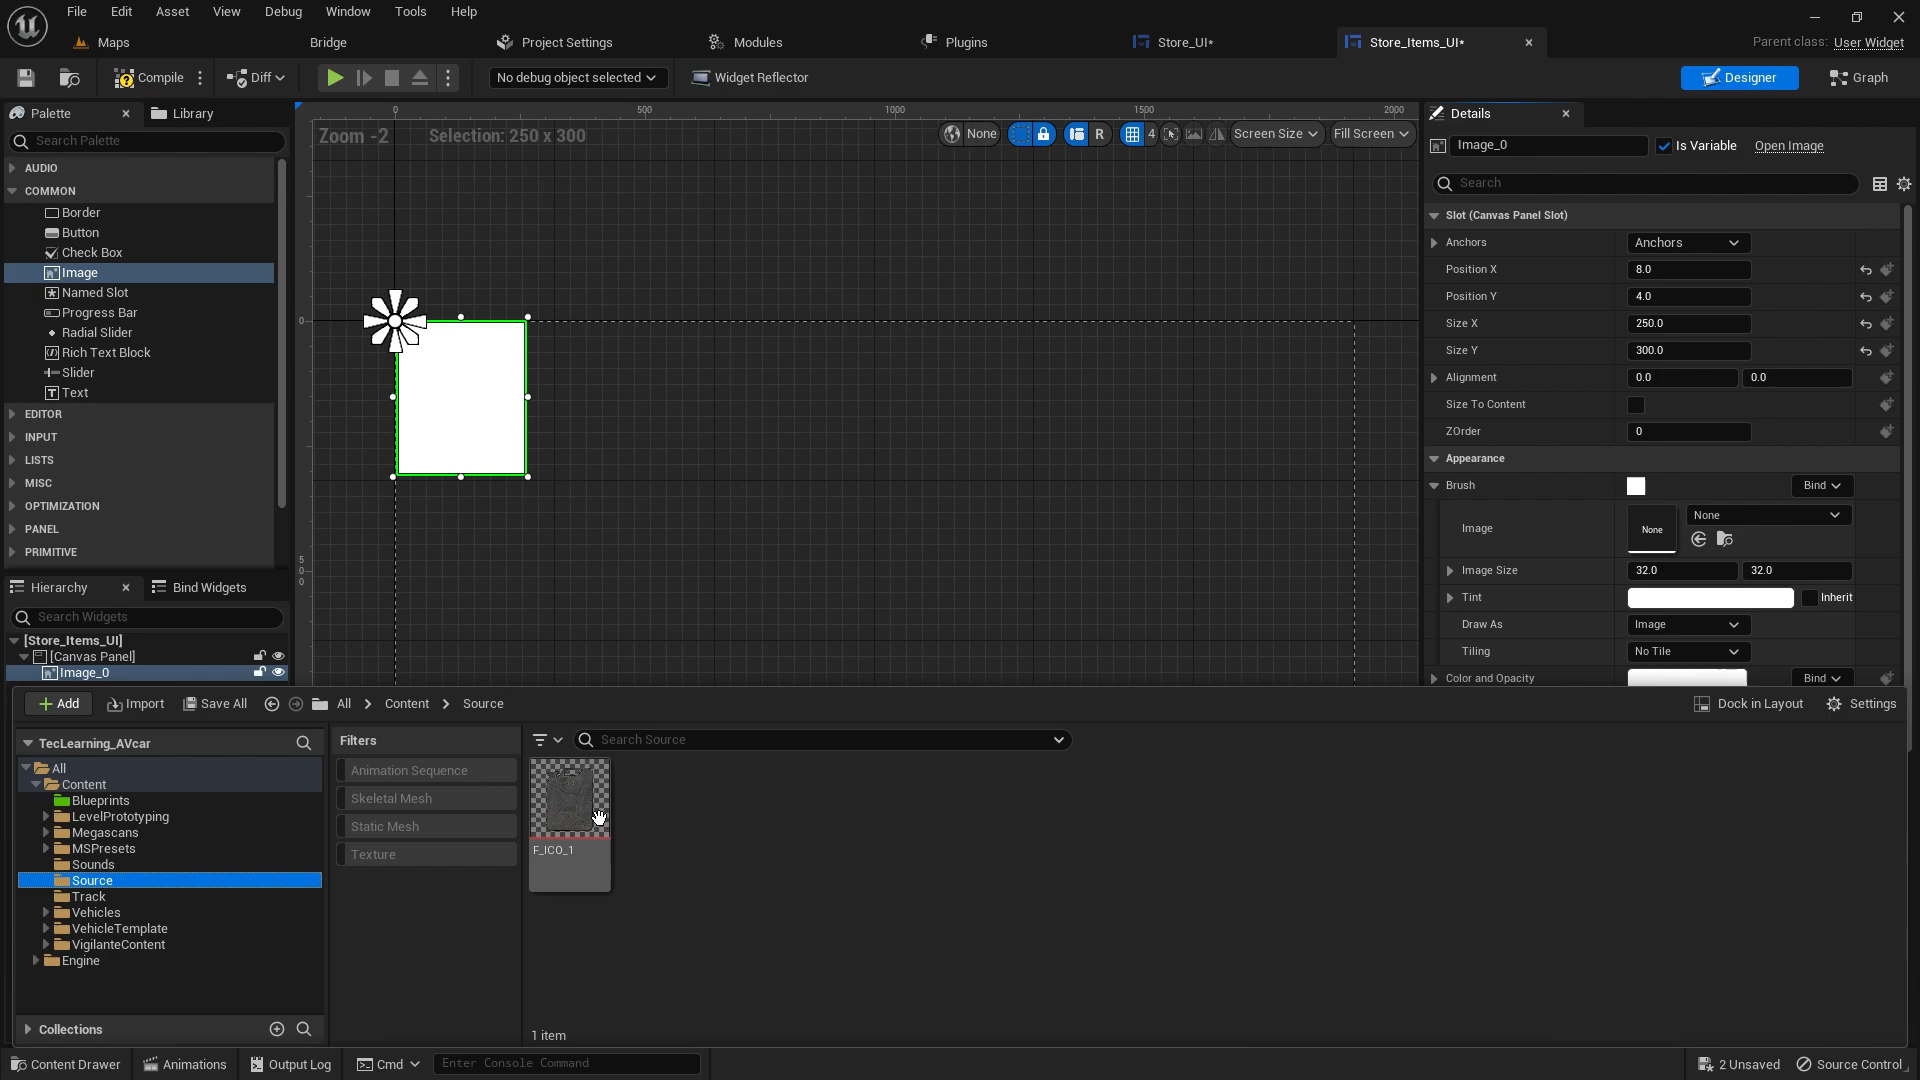 File Edit Asset View Debug Window Tools Help
Maps Bridge Project Settings Modules Plugins Store_UI* Store_Items_UI* Parent class: User Widget
Compile Diff No debug object selected Widget Reflector Designer Graph
Palette Library
Search Palette
AUDIO
COMMON
Border
Button
Check Box
Image
Named Slot
Progress Bar
Radial Slider
Rich Text Block
Slider
Text
EDITOR
INPUT
LISTS
MISC
OPTIMIZATION
PANEL
PRIMITIVE
Hierarchy Bind Widgets
Search Widgets
[Store_Items_UI]
[Canvas Panel]
Image_0
0 500 1000 1500 2000
Zoom -2 Selection: 250 x 300 None R 4 Screen Size Fill Screen
0
5
0
0
Details
Image_0 Is Variable Open Image
Search
Slot (Canvas Panel Slot)
Anchors Anchors
Position X 8.0
Position Y 4.0
Size X 250.0
Size Y 300.0
Alignment 0.0 0.0
Size To Content
ZOrder 0
Appearance
Brush Bind
Image None None
Image Size 32.0 32.0
Tint Inherit
Draw As Image
Tiling No Tile
Color and Opacity Bind
Add Import Save All All Content Source Dock in Layout Settings
TecLearning_AVcar
All
Content
Blueprints
LevelPrototyping
Megascans
MSPresets
Sounds
Source
Track
Vehicles
VehicleTemplate
VigilanteContent
Engine
Collections
Filters
Animation Sequence
Skeletal Mesh
Static Mesh
Texture
Search Source
F_ICO_1
1 item
Content Drawer Animations Output Log Cmd Enter Console Command 2 Unsaved Source Control